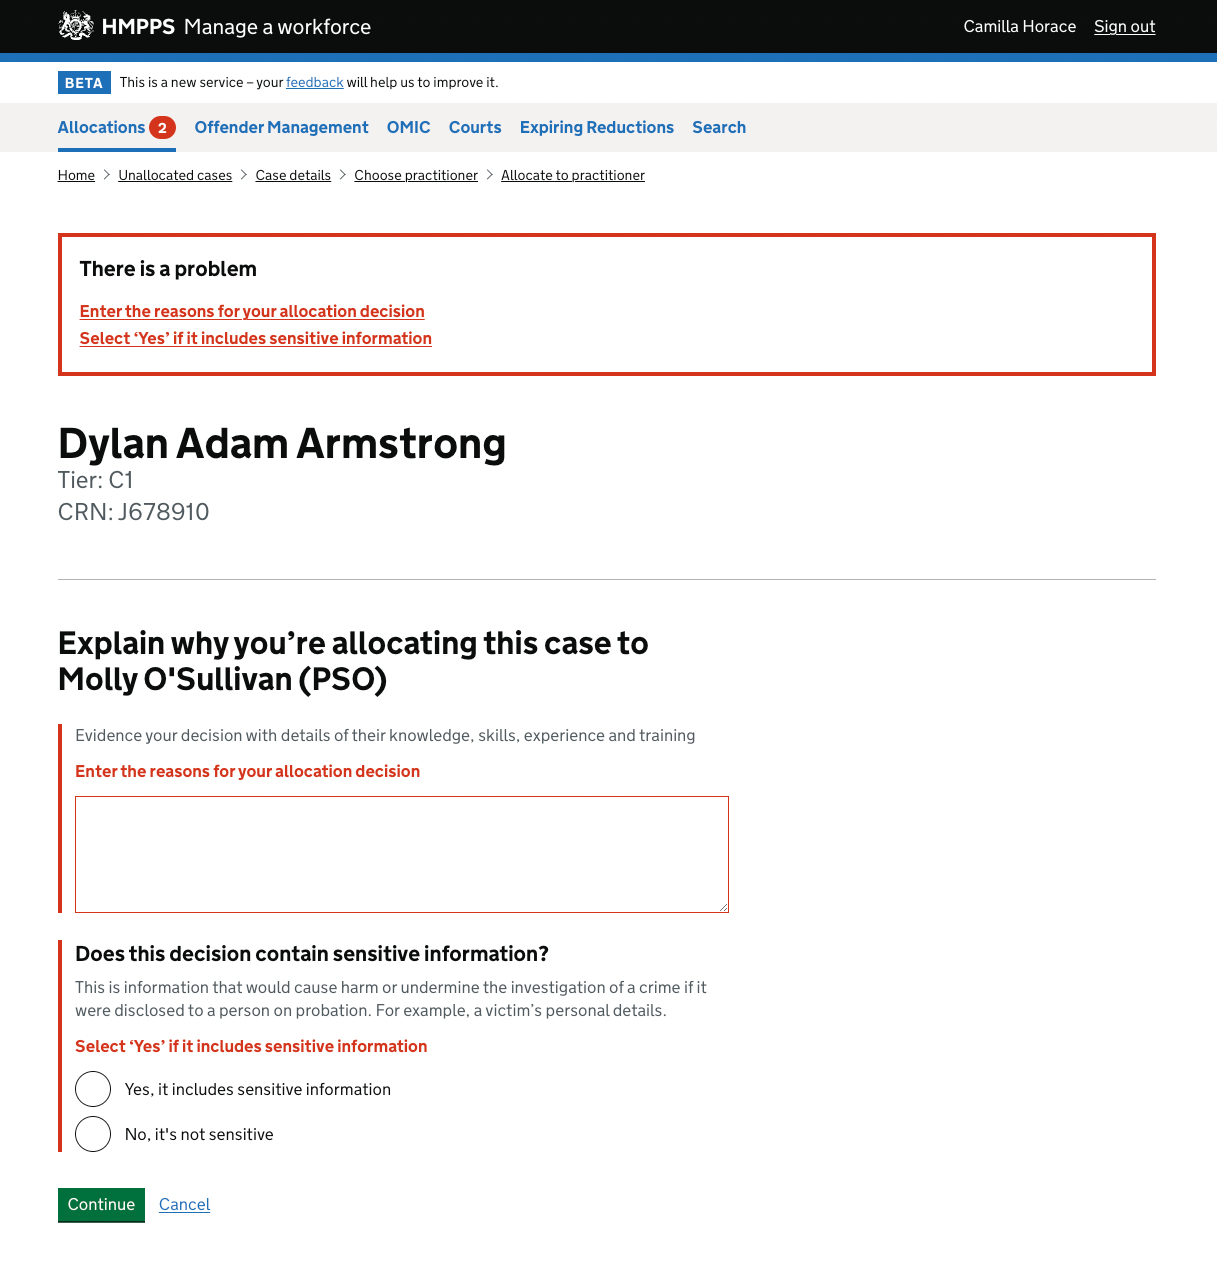 HMPPS Manage a workforce
Camilla Horace Sign out
BETA This is a new service – your feedback will help us to improve it.
Allocations 2 Offender Management OMIC Courts Expiring Reductions Search
Home Unallocated cases Case details Choose practitioner Allocate to practitioner
There is a problem
Enter the reasons for your allocation decision
Select ‘Yes’ if it includes sensitive information
Dylan Adam Armstrong
Tier: C1
CRN: J678910
Explain why you’re allocating this case to
Molly O'Sullivan (PSO)
Evidence your decision with details of their knowledge, skills, experience and training
Enter the reasons for your allocation decision
Does this decision contain sensitive information?
This is information that would cause harm or undermine the investigation of a crime if it
were disclosed to a person on probation. For example, a victim’s personal details.
Select ‘Yes’ if it includes sensitive information
Yes, it includes sensitive information
No, it's not sensitive
Continue Cancel